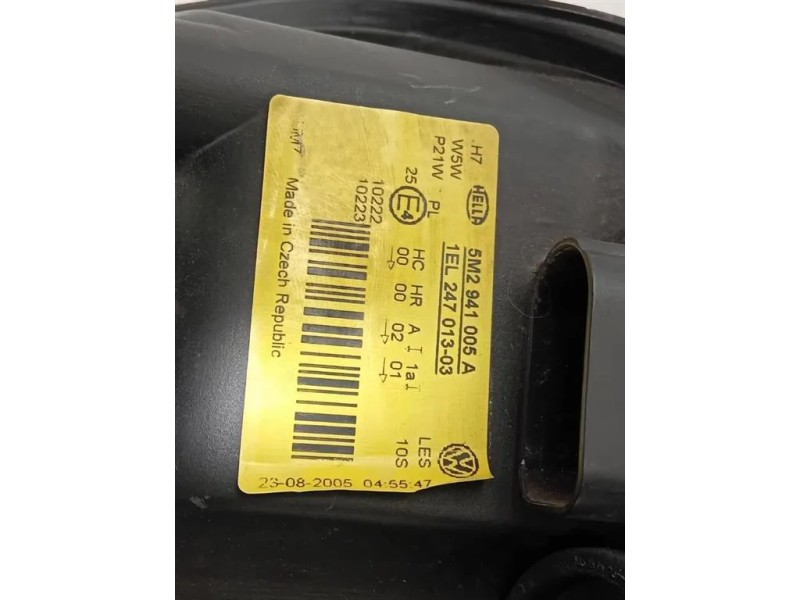 HELLA
5M2 941 005 A
1EL 247 013-03
H7
W5W
P21W
PL
25 E4
HC HR A 1a
00 00 02 01
10222
10223
LES
10S
Made in Czech Republic
23-08-2005 04:55:47